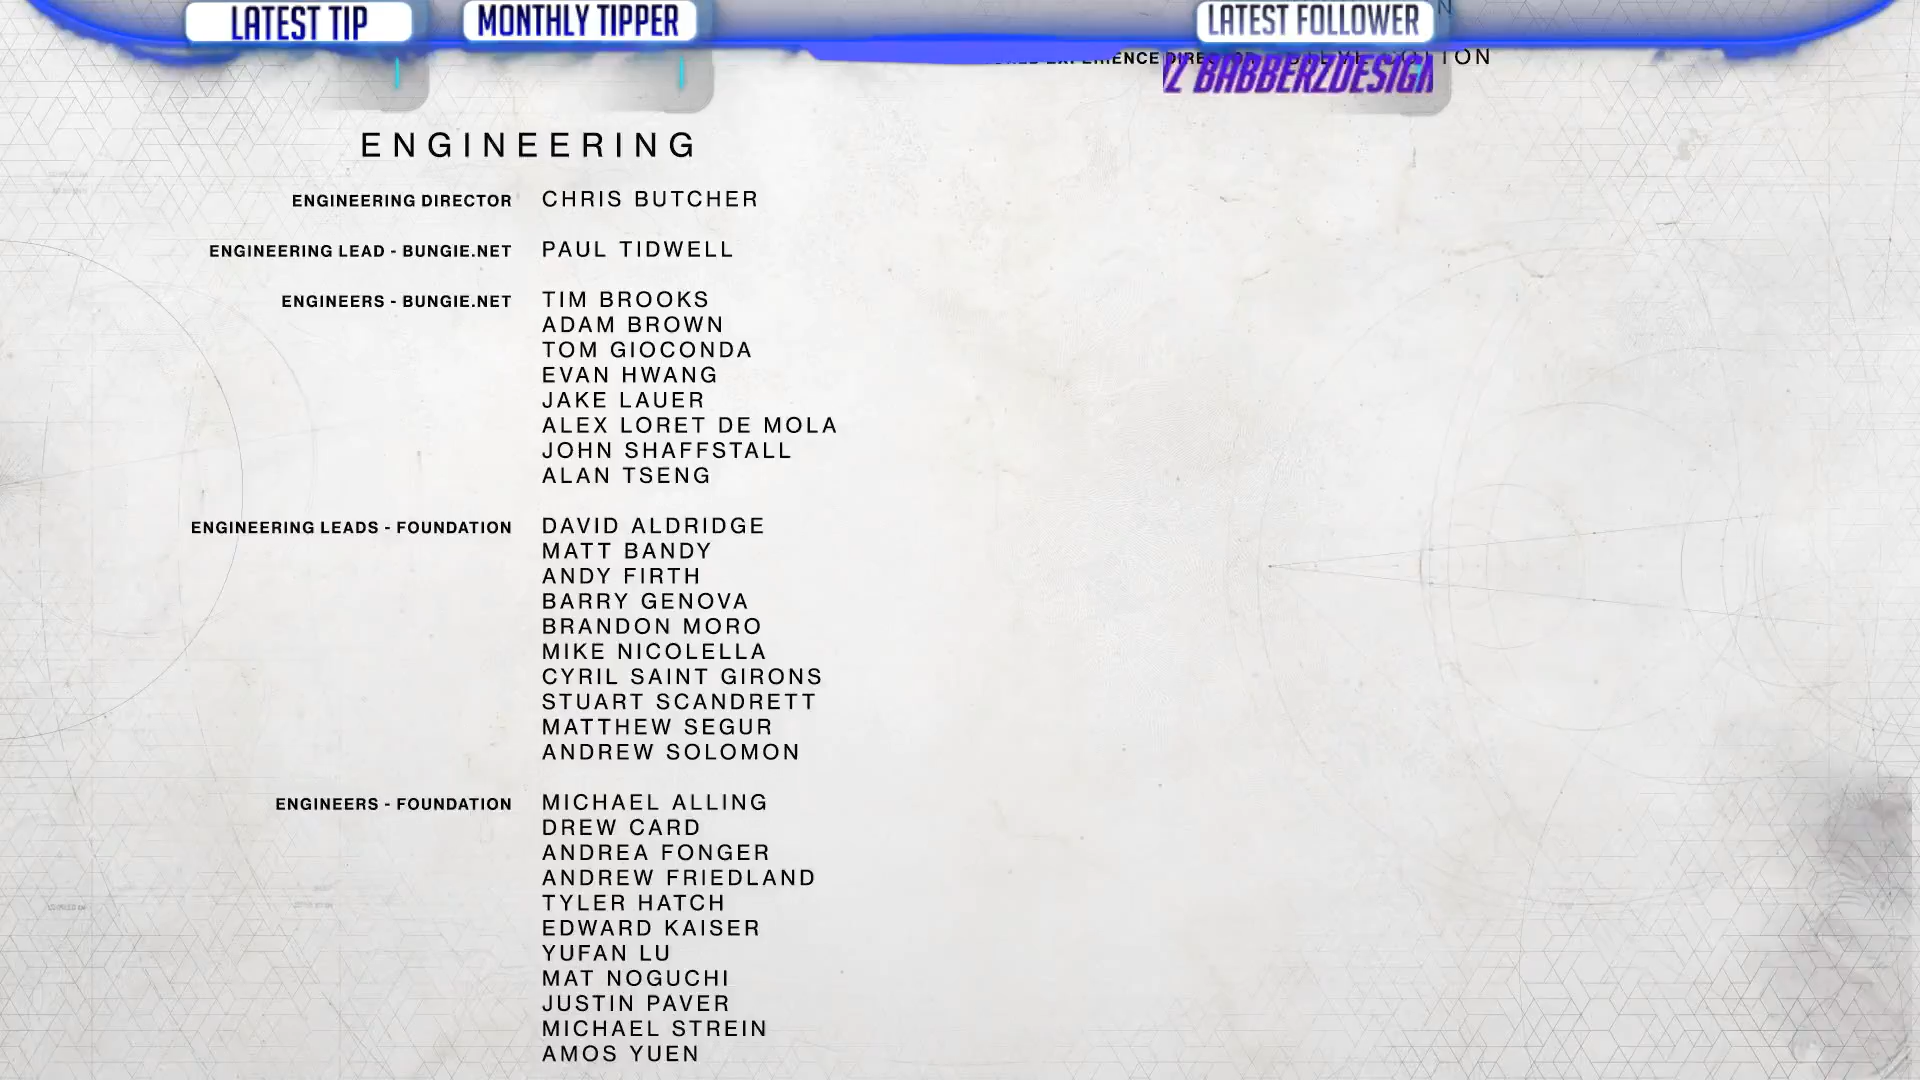 LATEST TIP
MONTHLY TIPPER
LATEST FOLLOWER
BABBERZDESIGN
ENGINEERING
ENGINEERING DIRECTOR CHRIS BUTCHER
ENGINEERING LEAD - BUNGIE.NET PAUL TIDWELL
ENGINEERS - BUNGIE.NET TIM BROOKS
ADAM BROWN
TOM GIOCONDA
EVAN HWANG
JAKE LAUER
ALEX LORET DE MOLA
JOHN SHAFFSTALL
ALAN TSENG
ENGINEERING LEADS - FOUNDATION DAVID ALDRIDGE
MATT BANDY
ANDY FIRTH
BARRY GENOVA
BRANDON MORO
MIKE NICOLELLA
CYRIL SAINT GIRONS
STUART SCANDRETT
MATTHEW SEGUR
ANDREW SOLOMON
ENGINEERS - FOUNDATION MICHAEL ALLING
DREW CARD
ANDREA FONGER
ANDREW FRIEDLAND
TYLER HATCH
EDWARD KAISER
YUFAN LU
MAT NOGUCHI
JUSTIN PAVER
MICHAEL STREIN
AMOS YUEN